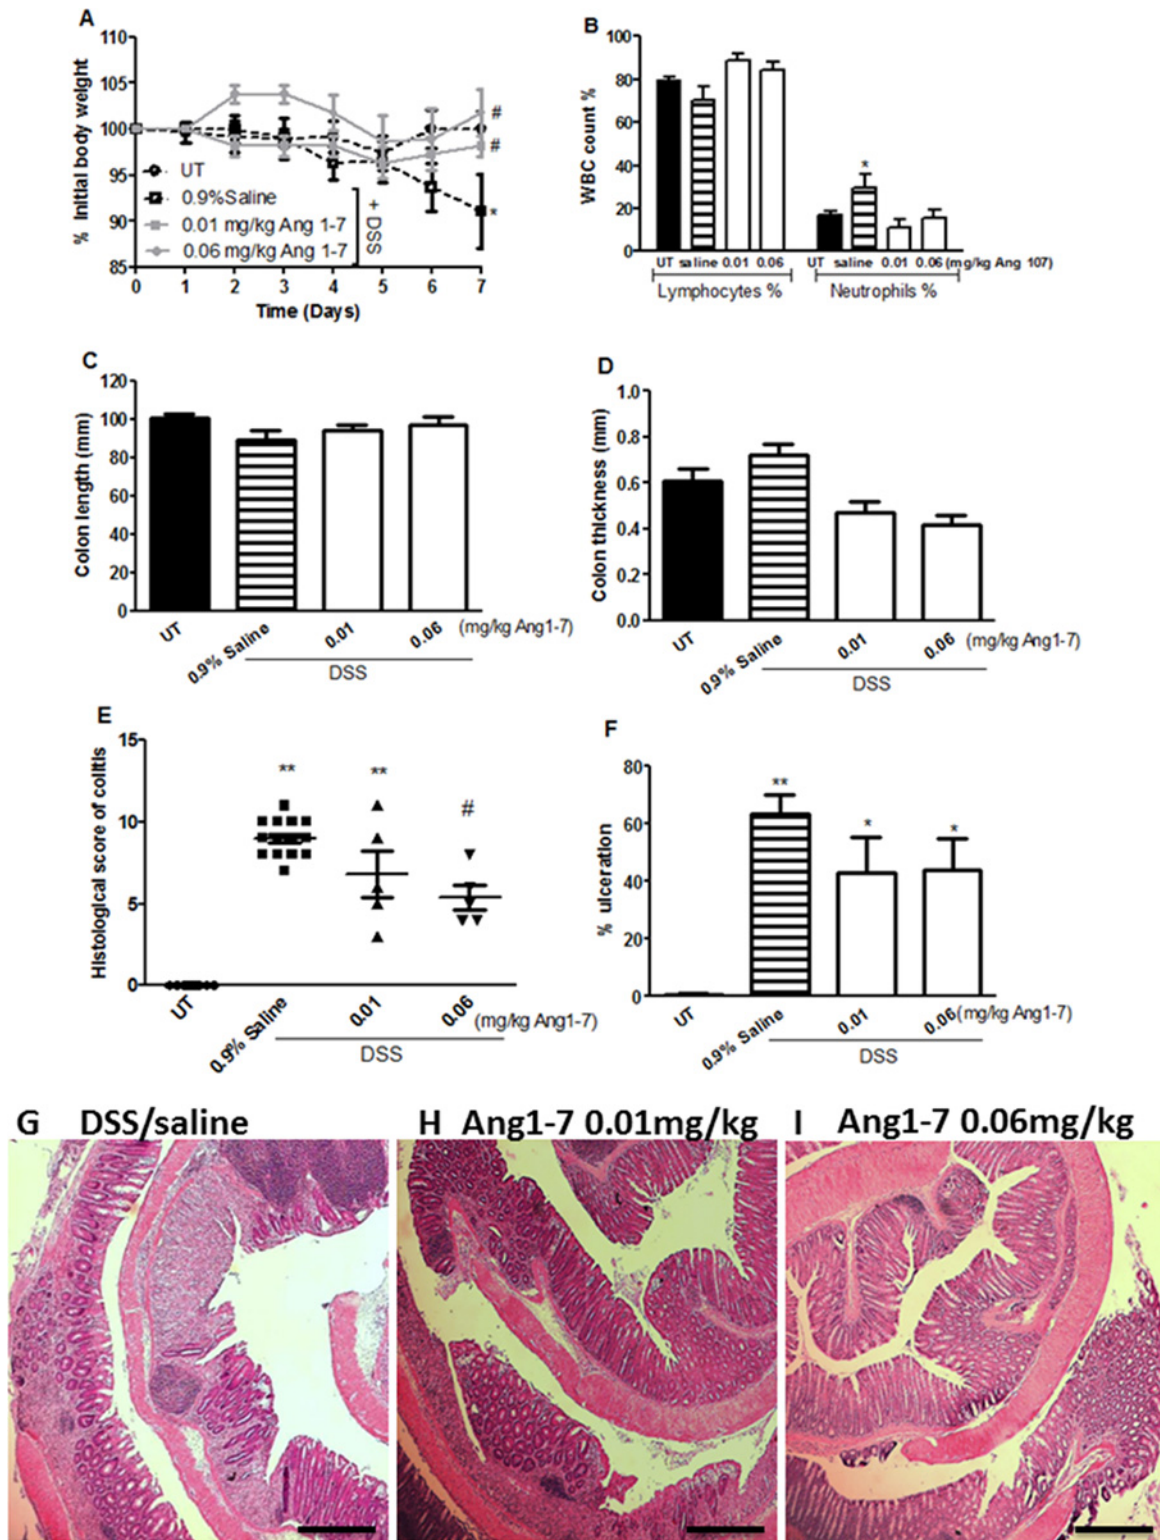 A
110
105
100
95
90
85
% Initial body weight
UT
0.9%Saline
0.01 mg/kg Ang 1-7
0.06 mg/kg Ang 1-7
+ DSS
#
#
*
0 1 2 3 4 5 6 7
Time (Days)
B
100
80
60
40
20
0
WBC count %
*
UT saline 0.01 0.06 UT saline 0.01 0.06 (mg/kg Ang 107)
Lymphocytes % Neutrophils %
C
120
100
80
60
40
20
0
Colon length (mm)
UT 0.9% Saline 0.01 0.06 (mg/kg Ang1-7)
DSS
D
1.0
0.8
0.6
0.4
0.2
0.0
Colon thickness (mm)
UT 0.9% Saline 0.01 0.06 (mg/kg Ang1-7)
DSS
E
15
10
5
0
Histological score of colitis
** ** #
UT 0.9% Saline 0.01 0.06 (mg/kg Ang1-7)
DSS
F
80
60
40
20
0
% ulceration
** * *
UT 0.9% Saline 0.01 0.06 (mg/kg Ang1-7)
DSS
G DSS/saline
H Ang1-7 0.01mg/kg
I Ang1-7 0.06mg/kg